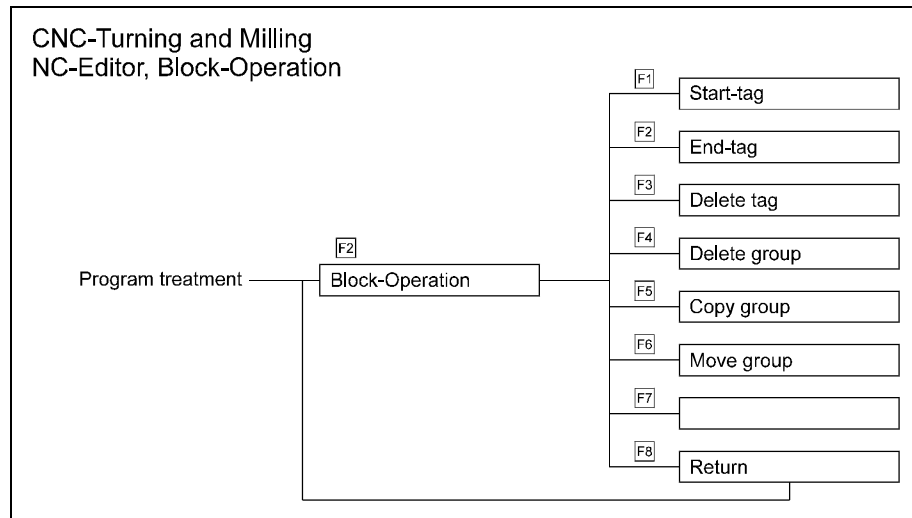 CNC-Turning and Milling
NC-Editor, Block-Operation
F1
Start-tag
F2
End-tag
F3
Delete tag
F4
Delete group
F2
Program treatment
Block-Operation
F5
Copy group
F6
Move group
F7
F8
Return